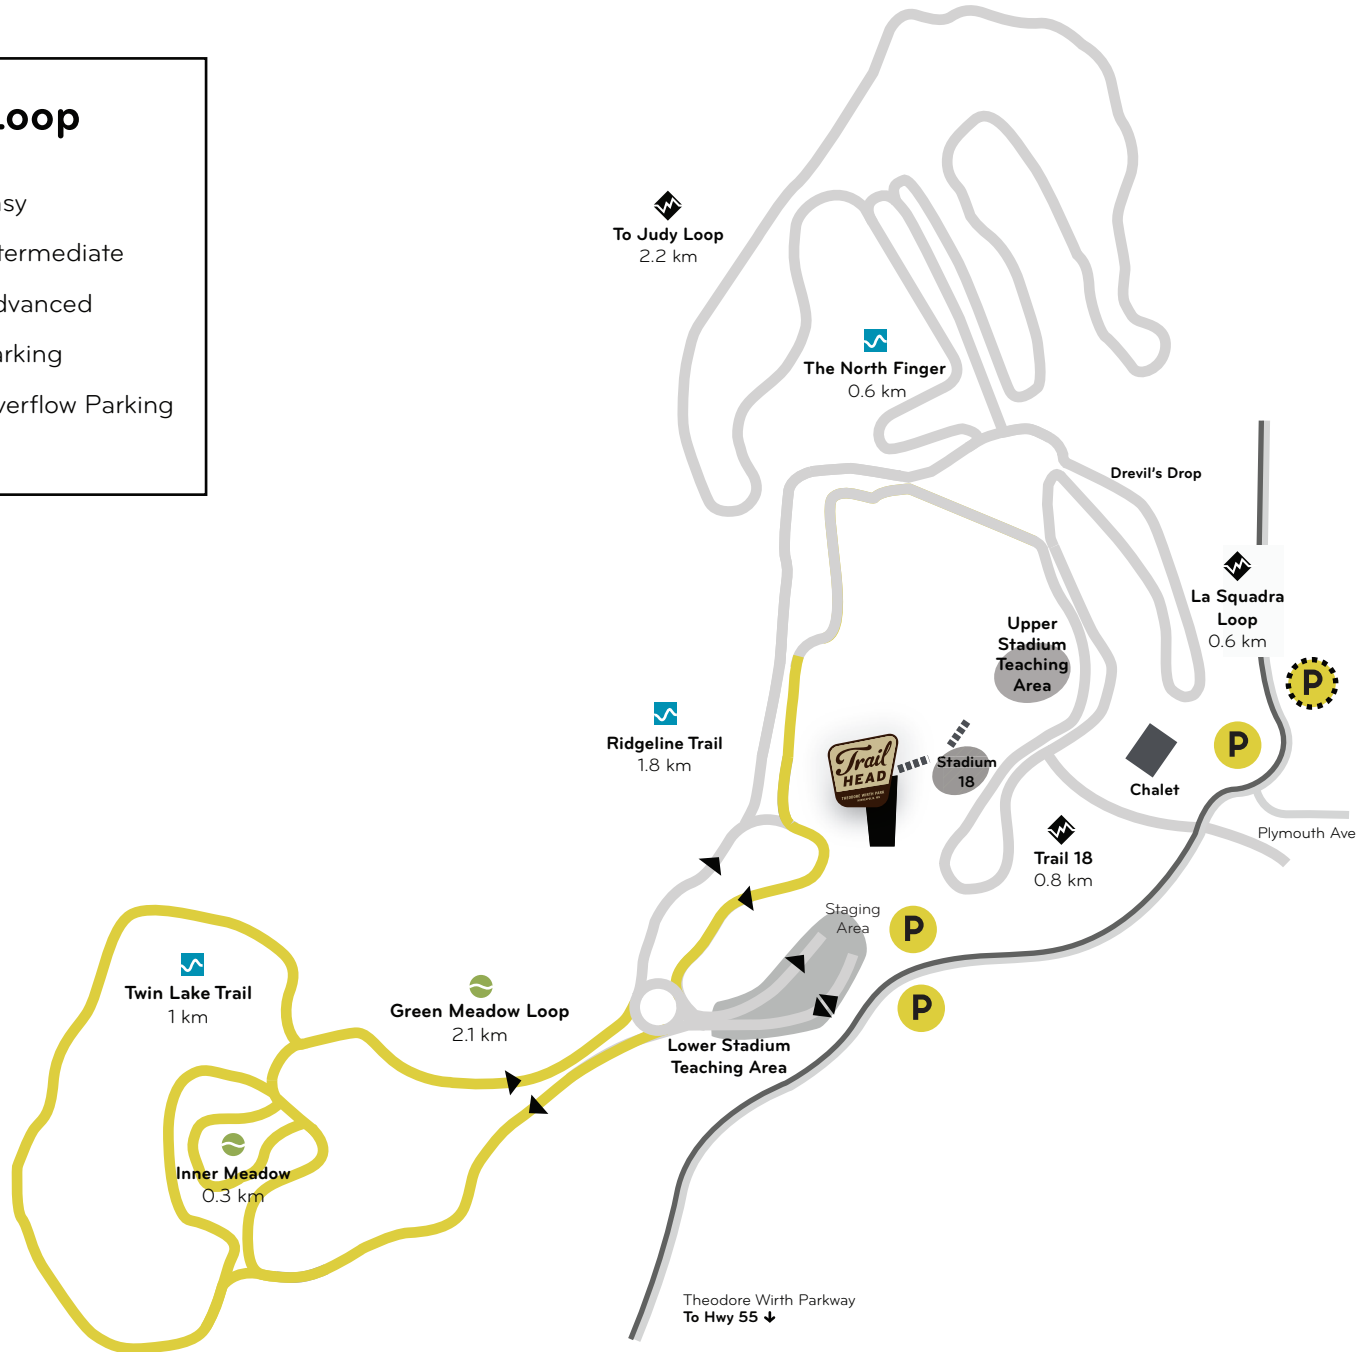 oop
sy
termediate
dvanced
arking
verflow Parking
To Judy Loop
2.2 km
The North Finger
0.6 km
Drevil's Drop
La Squadra
Loop
0.6 km
Upper
Stadium
Teaching
Area
P
P
Ridgeline Trail
1.8 km
Trail
HEAD
Stadium
18
Chalet
Plymouth Ave
Trail 18
0.8 km
Staging
Area
P
P
Twin Lake Trail
1 km
Green Meadow Loop
2.1 km
Lower Stadium
Teaching Area
Inner Meadow
0.3 km
Theodore Wirth Parkway
To Hwy 55 ↓